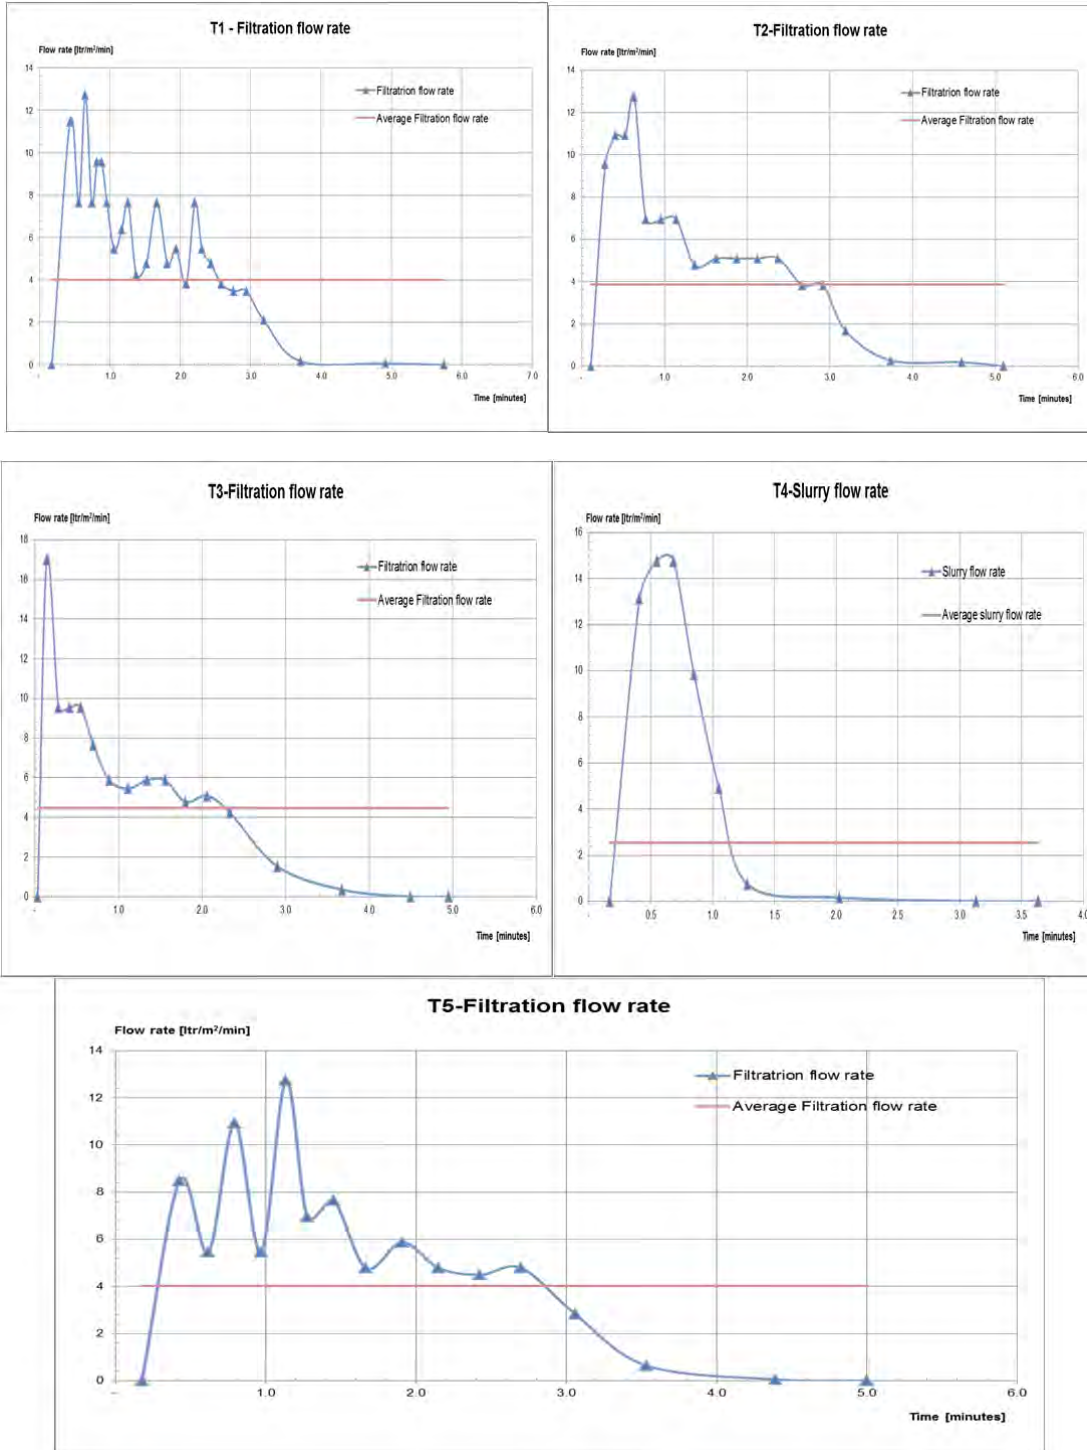 T1 - Filtration flow rate
Flow rate [ltr/m²/min]
14
12
10
8
6
4
2
0
Filtratrion flow rate
Average Filtration flow rate
- 1.0 2.0 3.0 4.0 5.0 6.0 7.0
Time [minutes]
T2-Filtration flow rate
Flow rate [ltr/m²/min]
14
12
10
8
6
4
2
0
Filtratrion flow rate
Average Filtration flow rate
- 1.0 2.0 3.0 4.0 5.0 6.0
Time [minutes]
T3-Filtration flow rate
Flow rate [ltr/m²/min]
18
16
14
12
10
8
6
4
2
0
Filtratrion flow rate
Average Filtration flow rate
- 1.0 2.0 3.0 4.0 5.0 6.0
Time [minutes]
T4-Slurry flow rate
Flow rate [ltr/m²/min]
16
14
12
10
8
6
4
2
0
Slurry flow rate
Average slurry flow rate
- 0.5 1.0 1.5 2.0 2.5 3.0 3.5 4.0
Time [minutes]
T5-Filtration flow rate
Flow rate [ltr/m²/min]
14
12
10
8
6
4
2
0
Filtratrion flow rate
Average Filtration flow rate
- 1.0 2.0 3.0 4.0 5.0 6.0
Time [minutes]